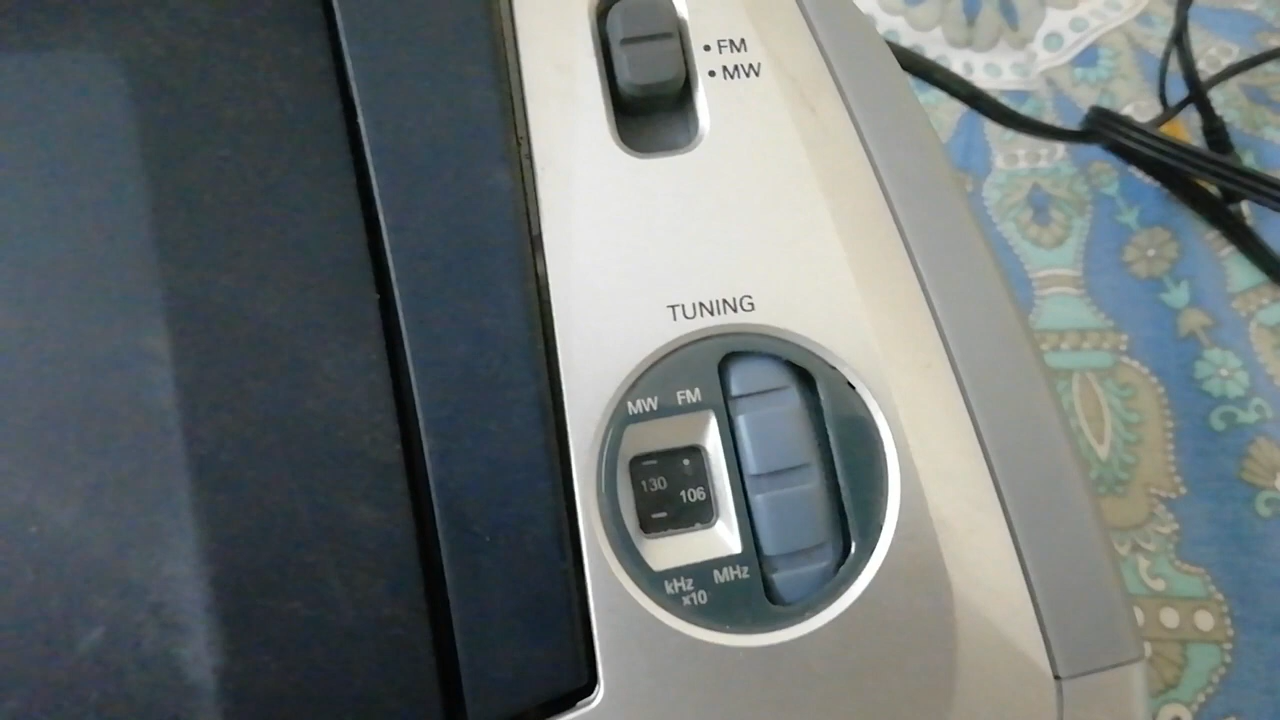 • FM
• MW
TUNING
MW FM
130
106
kHz MHz
x10